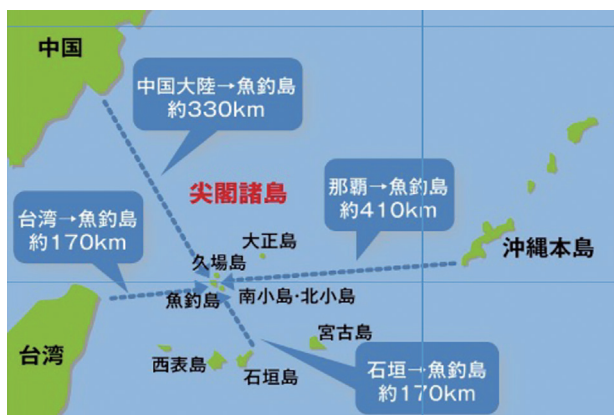 中国
中国大陸→魚釣島
約330km
尖閣諸島
那覇→魚釣島
約410km
台湾→魚釣島
約170km
大正島
沖縄本島
久場島
魚釣島
南小島・北小島
宮古島
台湾
西表島
石垣島
石垣→魚釣島
約170km